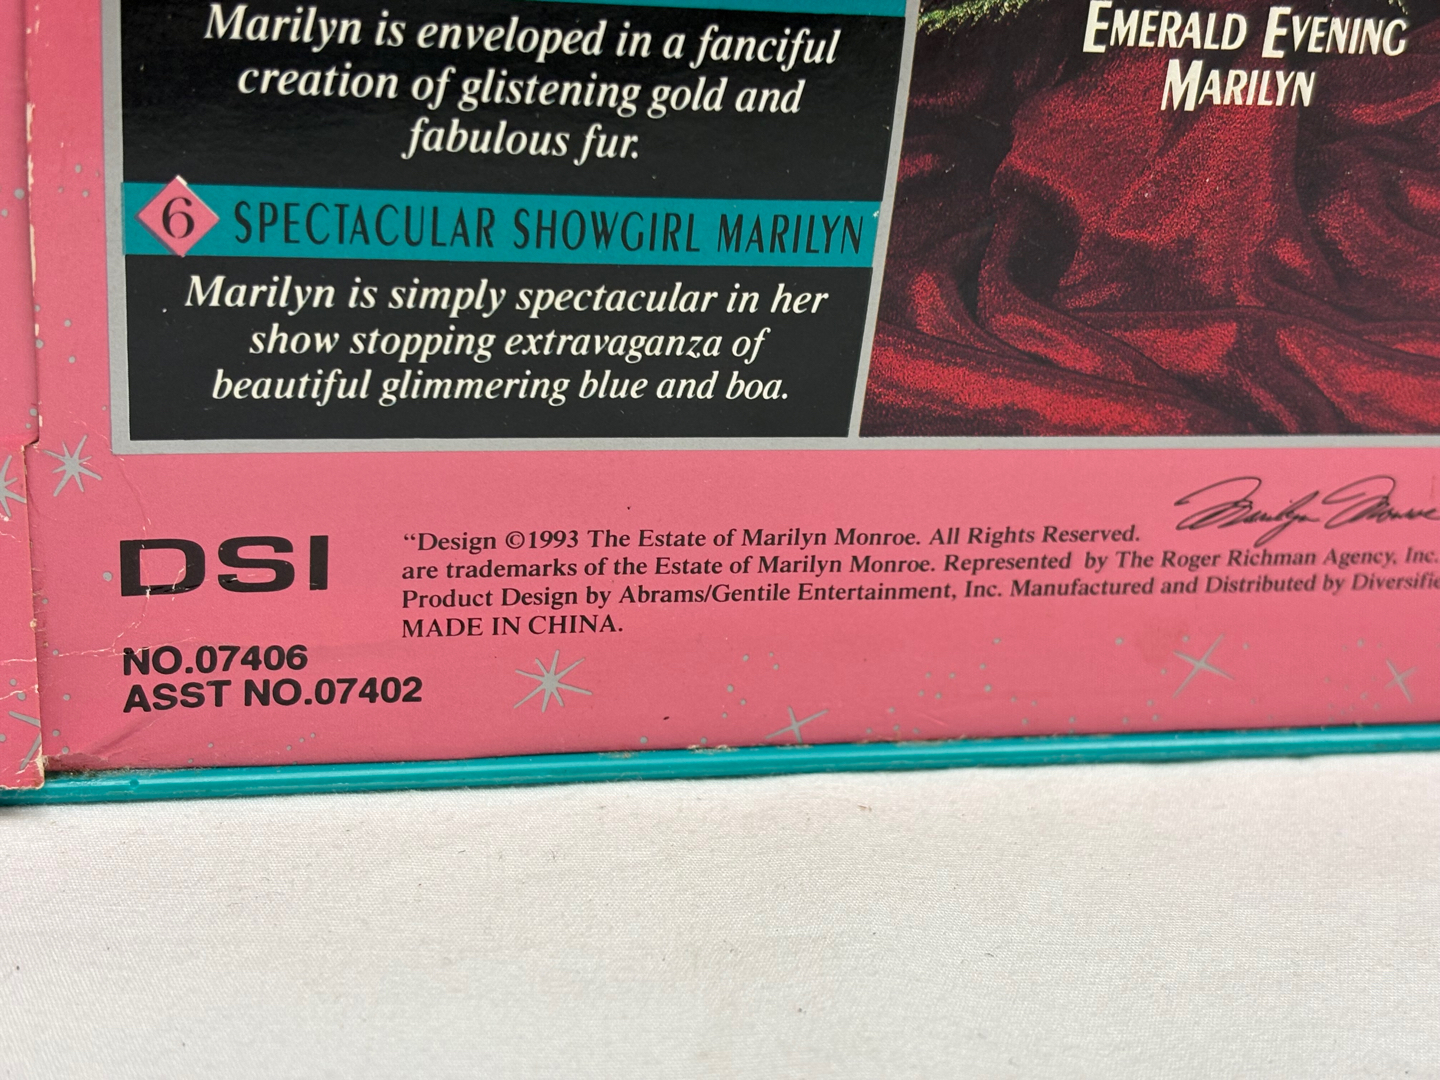 Marilyn is enveloped in a fanciful
creation of glistening gold and
fabulous fur.
6 SPECTACULAR SHOWGIRL MARILYN
Marilyn is simply spectacular in her
show stopping extravaganza of
beautiful glimmering blue and boa.
EMERALD EVENING
MARILYN
DSI
NO.07406
ASST NO.07402
“Design ©1993 The Estate of Marilyn Monroe. All Rights Reserved. Marilyn Monroe
are trademarks of the Estate of Marilyn Monroe. Represented by The Roger Richman Agency, Inc.
Product Design by Abrams/Gentile Entertainment, Inc. Manufactured and Distributed by Diversifie
MADE IN CHINA.